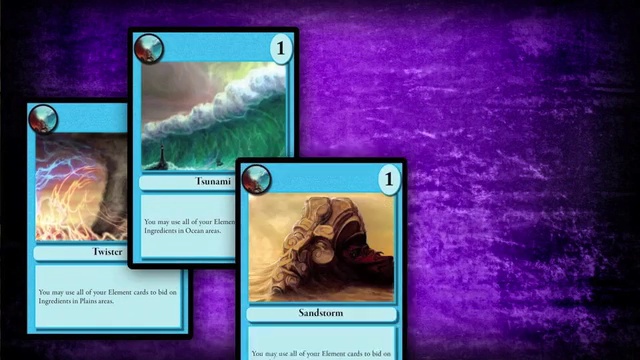 1
Tsunami
You may use all of your Elemen
Ingredients in Ocean areas.
Twister
You may use all of your Element cards to bid on
Ingredients in Plains areas.
1
Sandstorm
You may use all of your Element cards to bid on